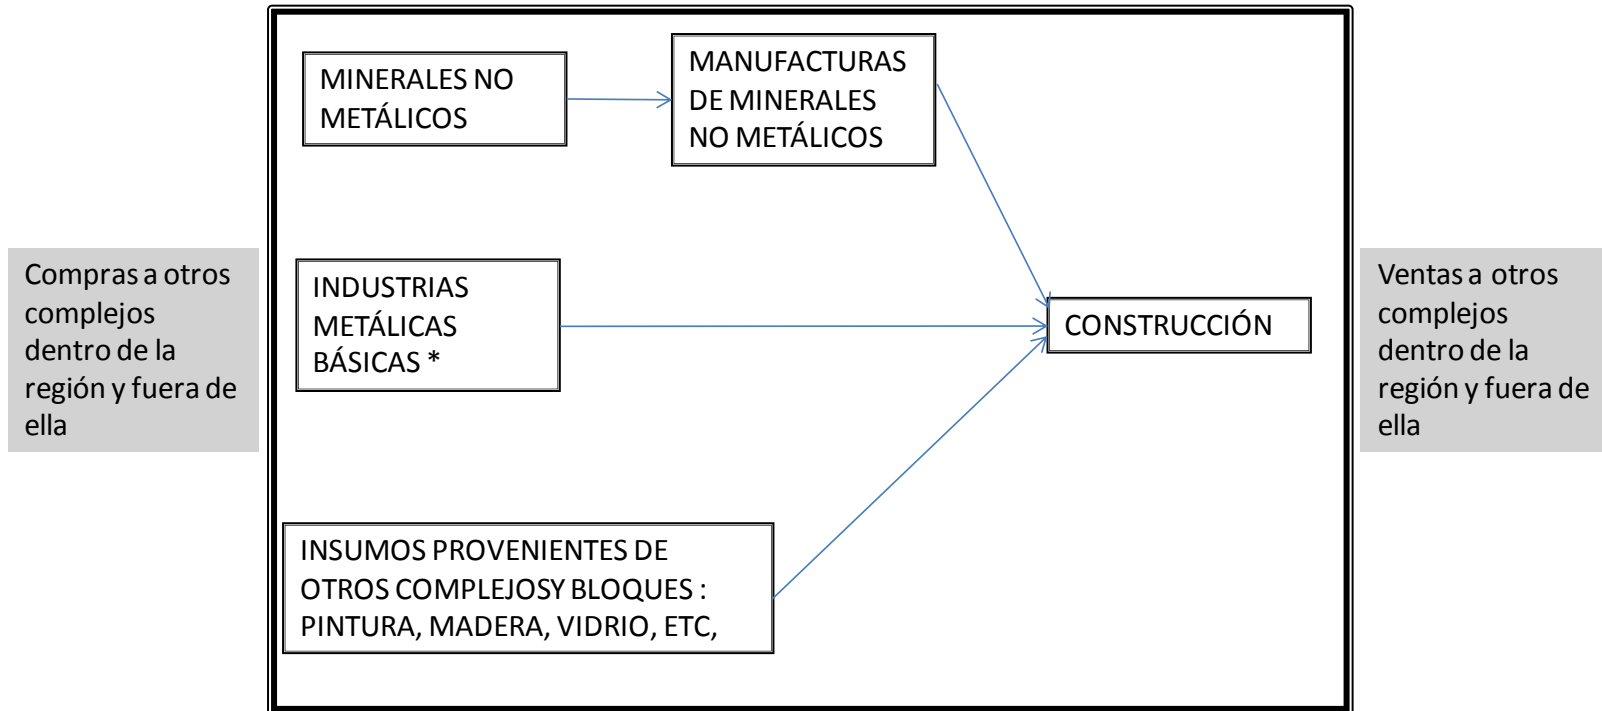 MINERALES NO
METÁLICOS
MANUFACTURAS
DE MINERALES
NO METÁLICOS
Compras a otros
complejos
dentro de la
región y fuera de
ella
INDUSTRIAS
METÁLICAS
BÁSICAS *
CONSTRUCCIÓN
Ventas a otros
complejos
dentro de la
región y fuera de
ella
INSUMOS PROVENIENTES DE
OTROS COMPLEJOSY BLOQUES :
PINTURA, MADERA, VIDRIO, ETC,